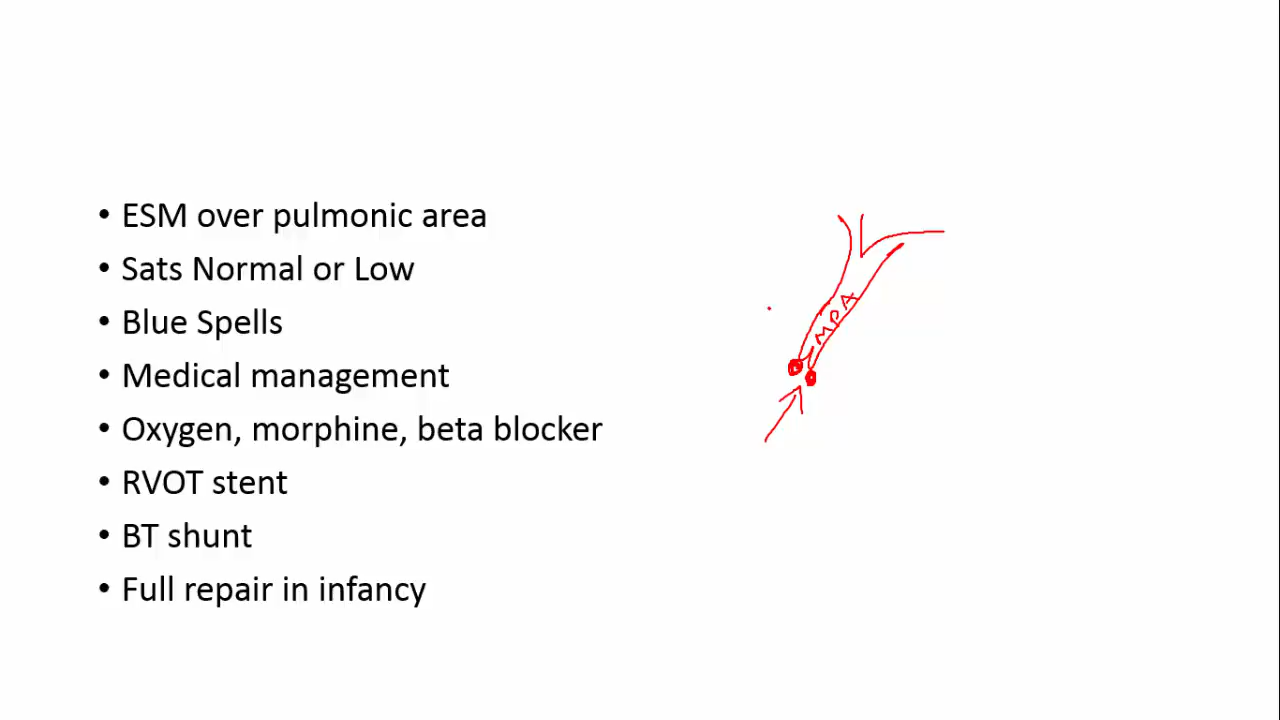 • ESM over pulmonic area
• Sats Normal or Low
• Blue Spells
• Medical management
• Oxygen, morphine, beta blocker
• RVOT stent
• BT shunt
• Full repair in infancy
MPA